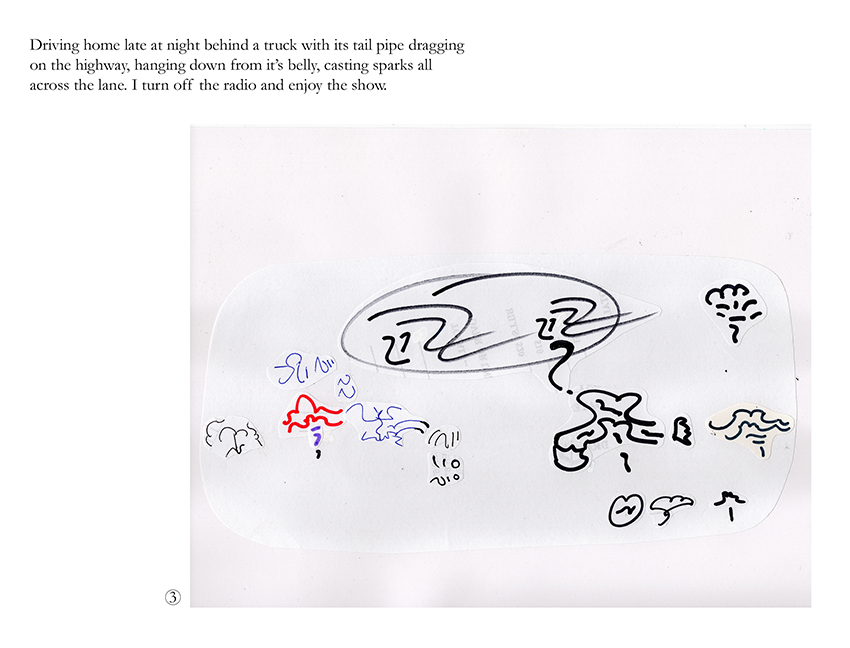 Driving home late at night behind a truck with its tail pipe dragging
on the highway, hanging down from it’s belly, casting sparks all
across the lane. I turn off the radio and enjoy the show.
3